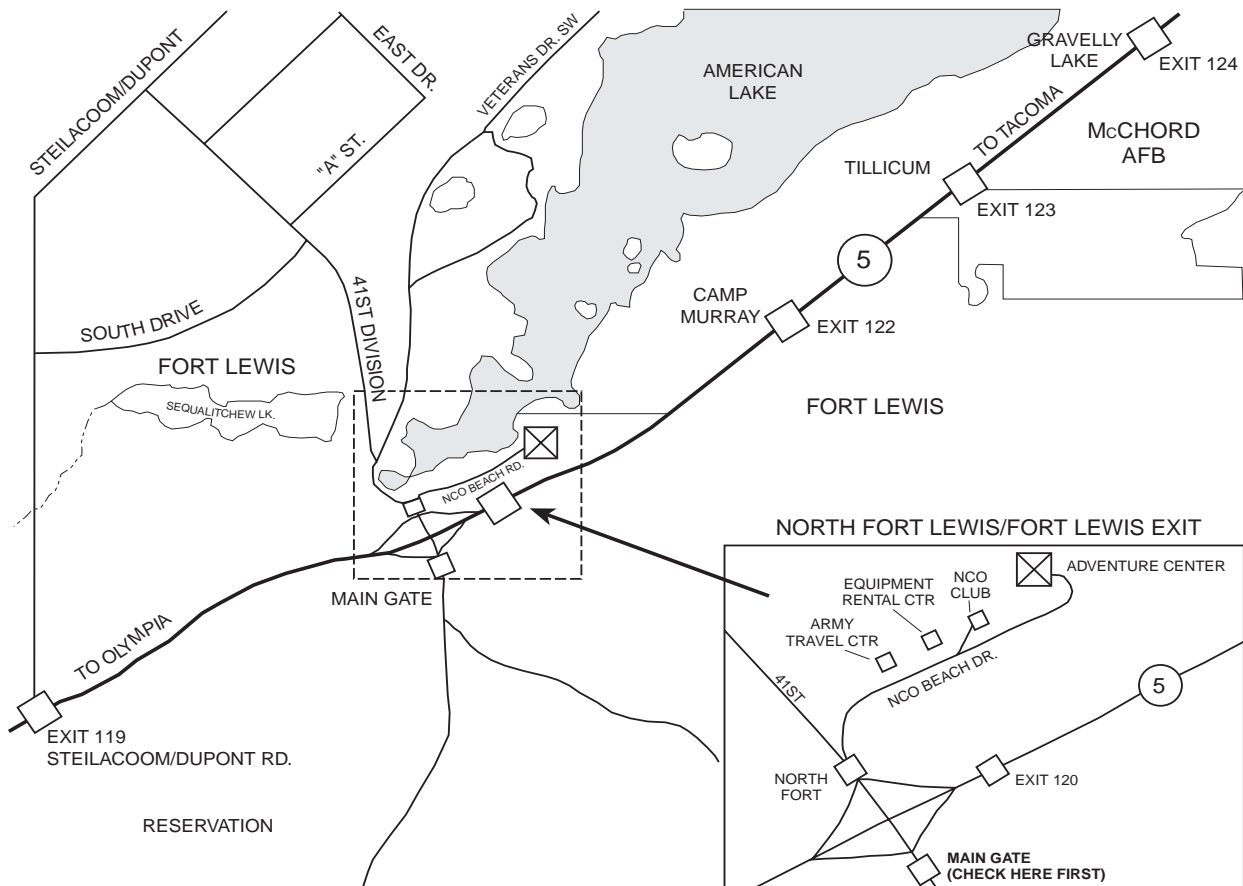 STEILACOOM/DUPONT
EAST DR.
"A" ST.
VETERANS DR. SW
AMERICAN
LAKE
GRAVELLY
LAKE
EXIT 124
TO TACOMA
McCHORD
AFB
TILLICUM
EXIT 123
5
CAMP
MURRAY
EXIT 122
SOUTH DRIVE
41ST DIVISION
FORT LEWIS
SEQUALITCHEW LK.
FORT LEWIS
NCO BEACH RD.
MAIN GATE
TO OLYMPIA
EXIT 119
STEILACOOM/DUPONT RD.
RESERVATION
NORTH FORT LEWIS/FORT LEWIS EXIT
ADVENTURE CENTER
NCO
CLUB
EQUIPMENT
RENTAL CTR
ARMY
TRAVEL CTR
41ST
NCO BEACH DR.
5
NORTH
FORT
EXIT 120
MAIN GATE
(CHECK HERE FIRST)